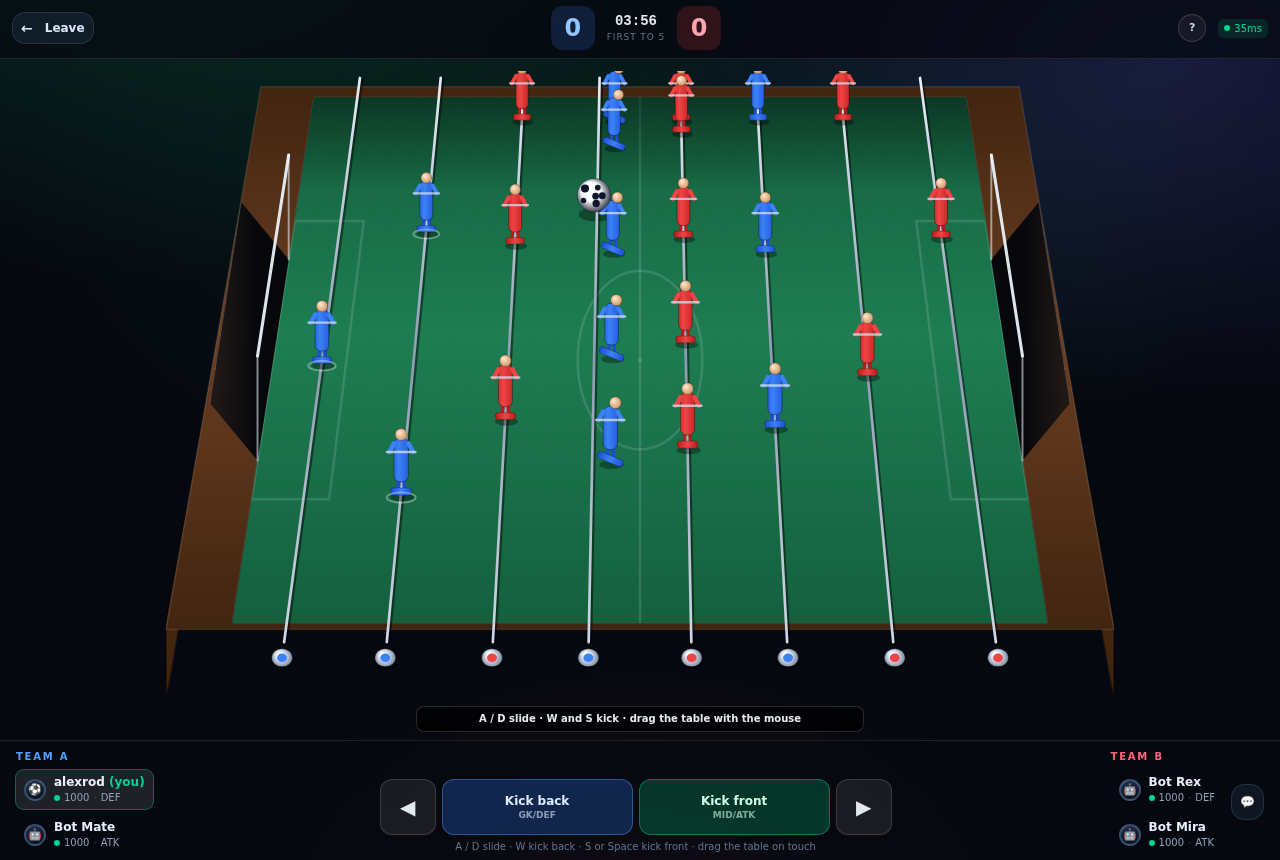 ← Leave
0
03:56
FIRST TO 5
0
?
35ms
A / D slide · W and S kick · drag the table with the mouse
TEAM A
alexrod (you)
1000 · DEF
Bot Mate
1000 · ATK
◀
Kick back
GK/DEF
Kick front
MID/ATK
▶
A / D slide · W kick back · S or Space kick front · drag the table on touch
TEAM B
Bot Rex
1000 · DEF
Bot Mira
1000 · ATK